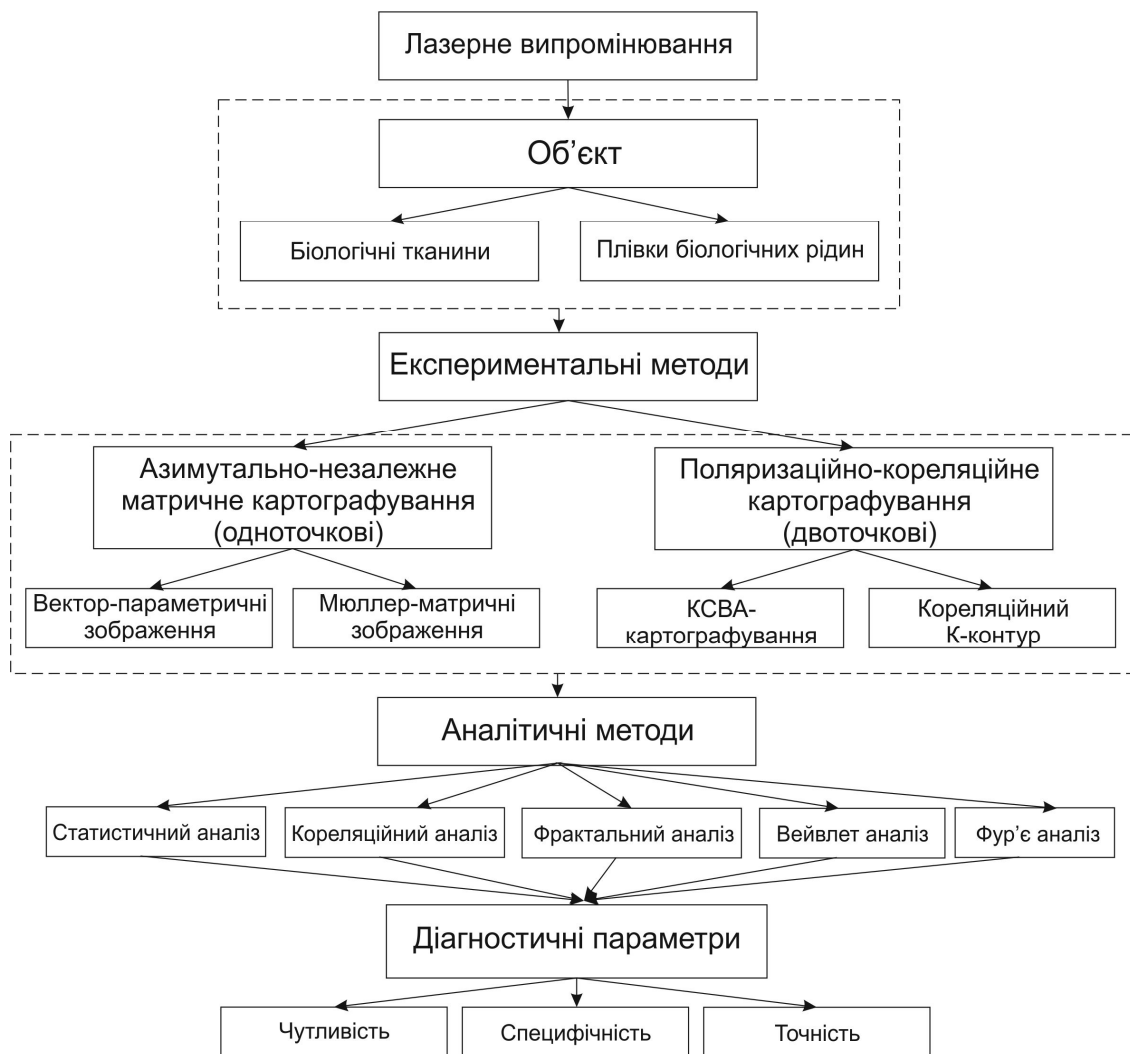 Лазерне випромінювання
Об’єкт
Біологічні тканини
Плівки біологічних рідин
Експериментальні методи
Азимутально-незалежне
матричне картографування
(одноточкові)
Поляризаційно-кореляційне
картографування
(двоточкові)
Вектор-параметричні
зображення
Мюллер-матричні
зображення
КСВА-
картографування
Кореляційний
К-контур
Аналітичні методи
Статистичний аналіз
Кореляційний аналіз
Фрактальний аналіз
Вейвлет аналіз
Фур’є аналіз
Діагностичні параметри
Чутливість
Специфічність
Точність